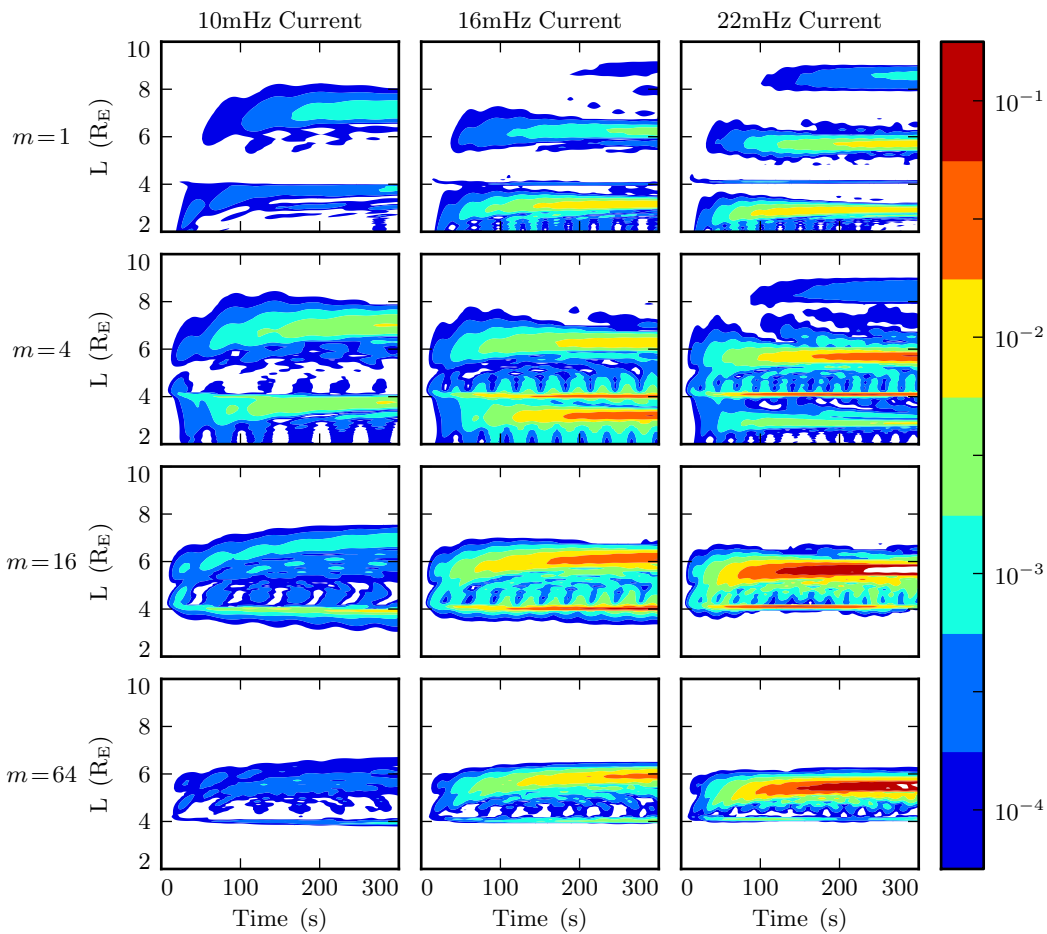 10mHz Current 16mHz Current 22mHz Current
m=1 L (R_E) 10 8 6 4 2 10^{-1}
m=4 L (R_E) 10 8 6 4 2 10^{-2}
m=16 L (R_E) 10 8 6 4 2 10^{-3}
m=64 L (R_E) 10 8 6 4 2 10^{-4}
0 100 200 300 0 100 200 300 0 100 200 300
Time (s) Time (s) Time (s)